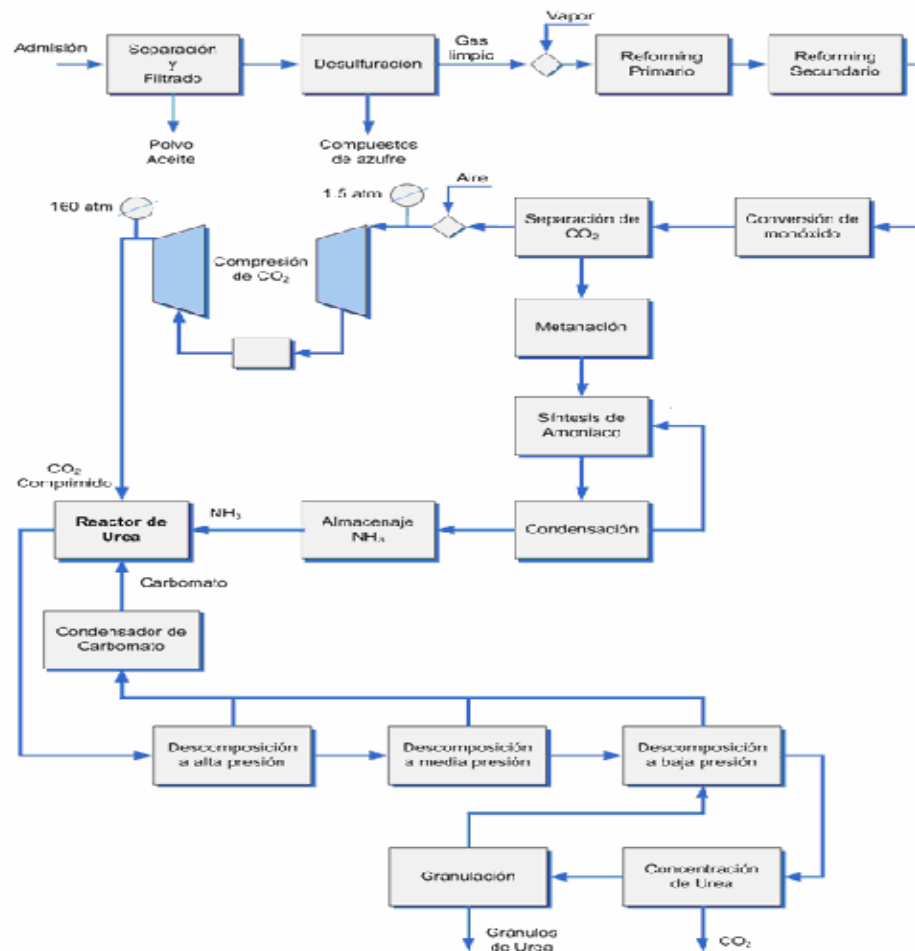 Vapor
Admisión
Separación
y
Filtrado
Desulfuración
Gas
limpio
Reforming
Primario
Reforming
Secundario
Polvo
Aceite
Compuestos
de azufre
160 atm
1.5 atm
Aire
Compresión
de CO₂
Separación de
CO₂
Conversión de
monóxido
Metanación
Síntesis de
Amoníaco
CO₂
Comprimido
Reactor de
Urea
NH₃
Almacenaje
NH₃
Condensación
Carbomato
Condensador de
Carbomato
Descomposición
a alta presión
Descomposición
a media presión
Descomposición
a baja presión
Granulación
Concentración
de Urea
Gránulos
de Urea
CO₂